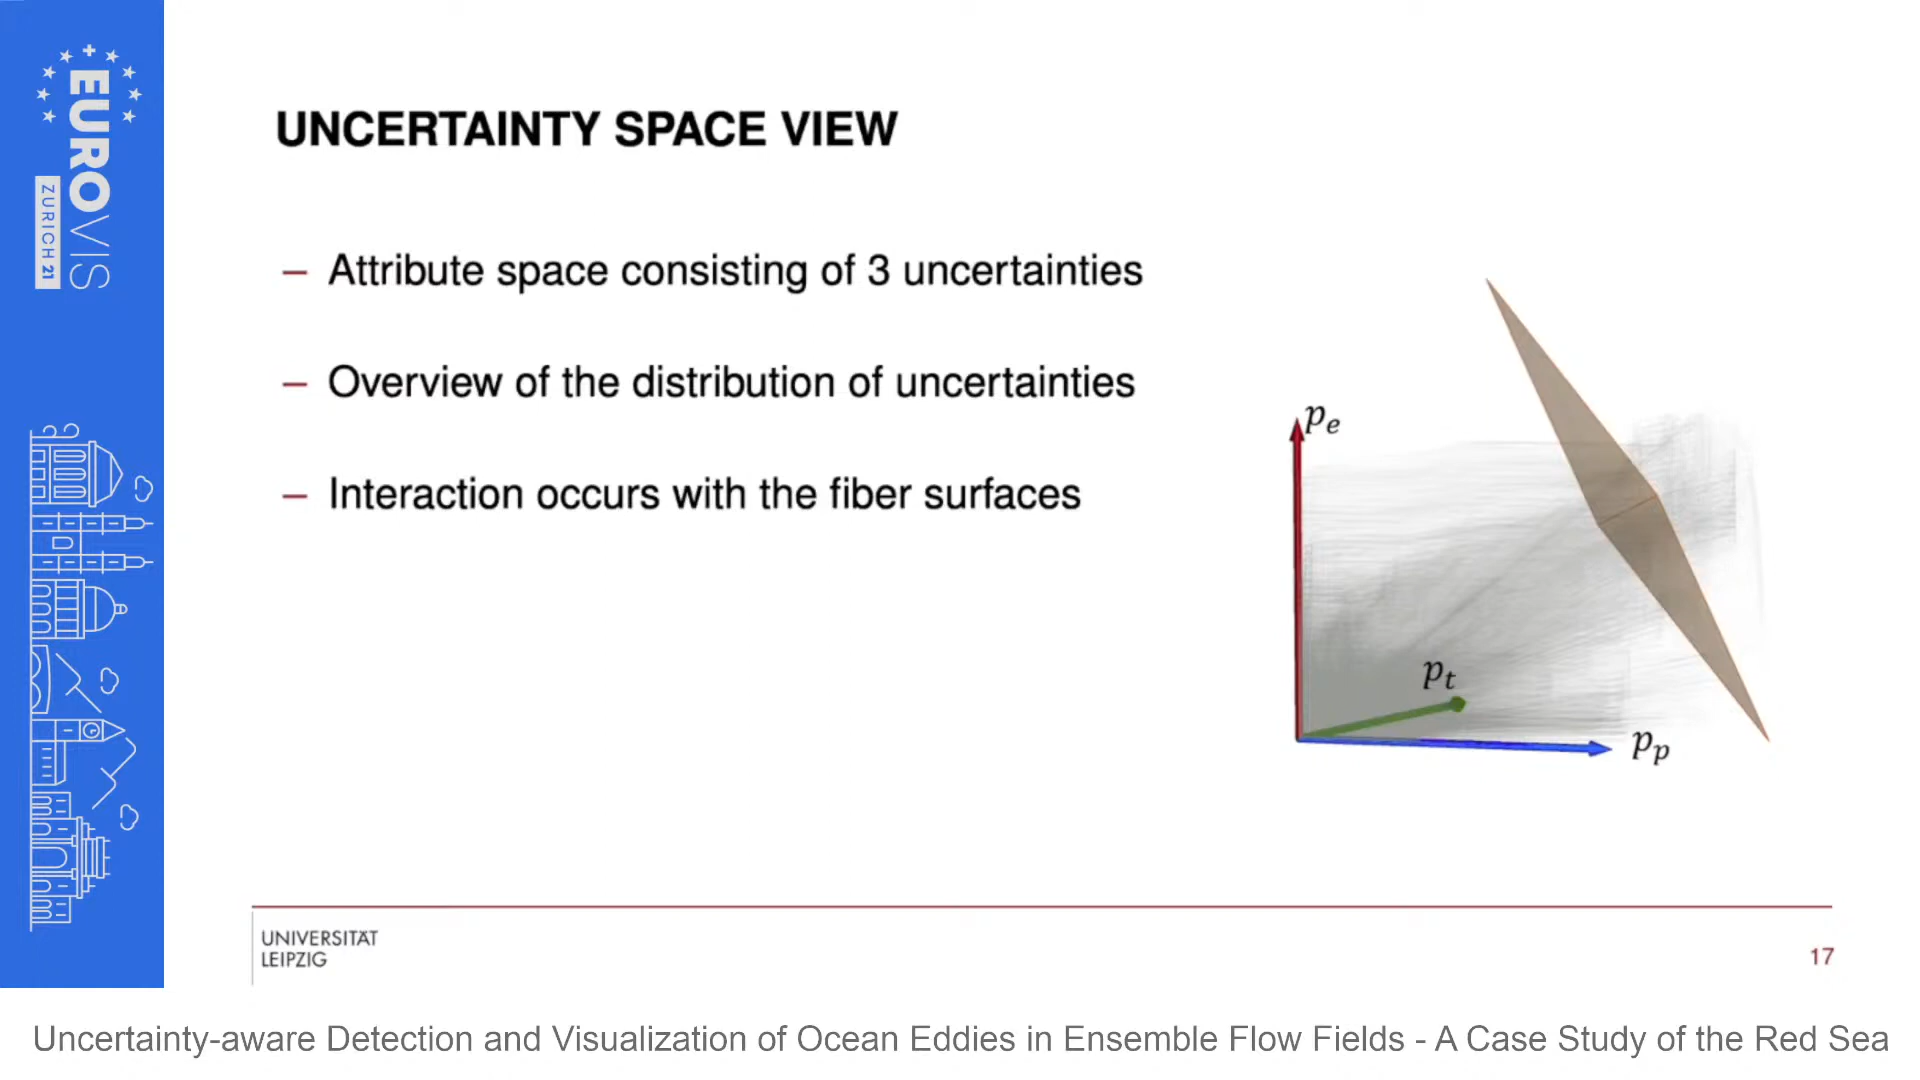 EUROVIS
ZURICH 21
UNCERTAINTY SPACE VIEW
– Attribute space consisting of 3 uncertainties
– Overview of the distribution of uncertainties
– Interaction occurs with the fiber surfaces
pₑ
pₜ
pₚ
UNIVERSITÄT
LEIPZIG
17
Uncertainty-aware Detection and Visualization of Ocean Eddies in Ensemble Flow Fields - A Case Study of the Red Sea